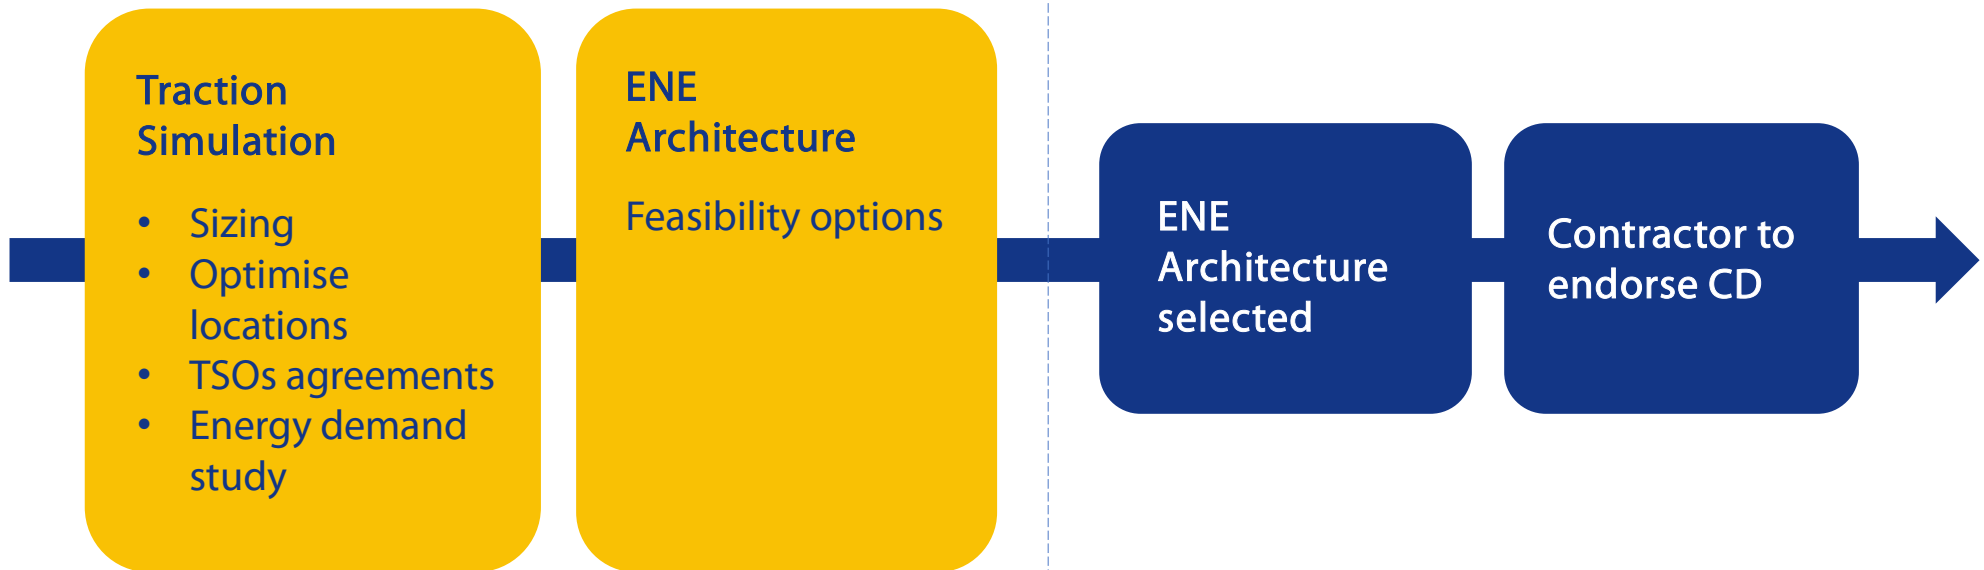 Traction
Simulation
• Sizing
• Optimise
locations
• TSOs agreements
• Energy demand
study
ENE
Architecture
Feasibility options
ENE
Architecture
selected
Contractor to
endorse CD